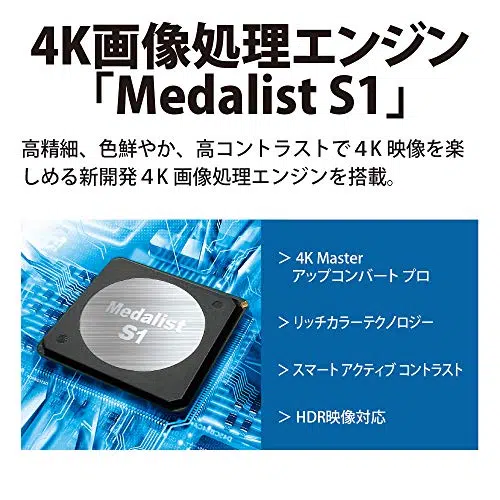 4K画像処理エンジン
「Medalist S1」
高精細、色鮮やか、高コントラストで４K 映像を楽
しめる新開発４K 画像処理エンジンを搭載。
Medalist
S1
＞ 4K Master
アップコンバート プロ
＞ リッチカラーテクノロジー
＞ スマート アクティブ コントラスト
＞ HDR映像対応